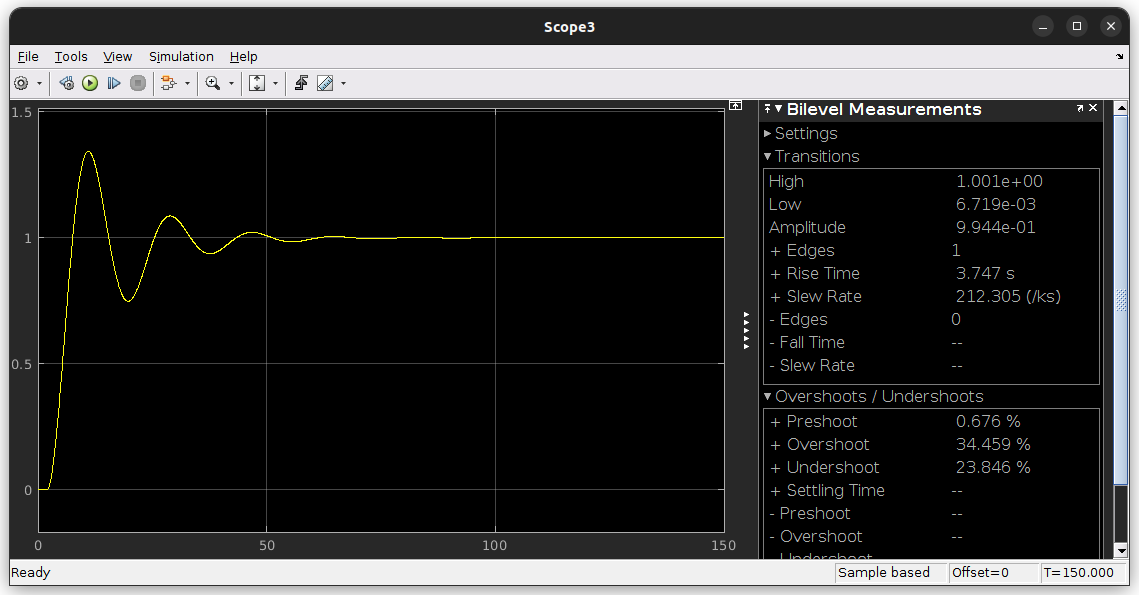 Scope3
File Tools View Simulation Help
1.5
1
0.5
0
0 50 100 150
Bilevel Measurements
Settings
Transitions
High 1.001e+00
Low 6.719e-03
Amplitude 9.944e-01
+ Edges 1
+ Rise Time 3.747 s
+ Slew Rate 212.305 (/ks)
- Edges 0
- Fall Time --
- Slew Rate --
Overshoots / Undershoots
+ Preshoot 0.676 %
+ Overshoot 34.459 %
+ Undershoot 23.846 %
+ Settling Time --
- Preshoot --
- Overshoot --
- Undershoot
Ready Sample based Offset=0 T=150.000